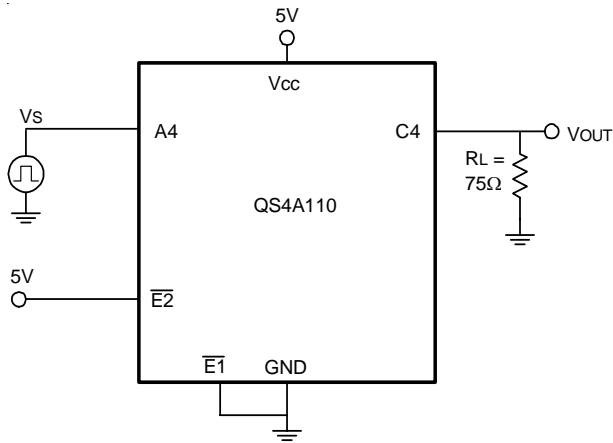 5V
Vcc
VS
A4
C4
VOUT
RL =
75Ω
QS4A110
5V
E2
E1
GND